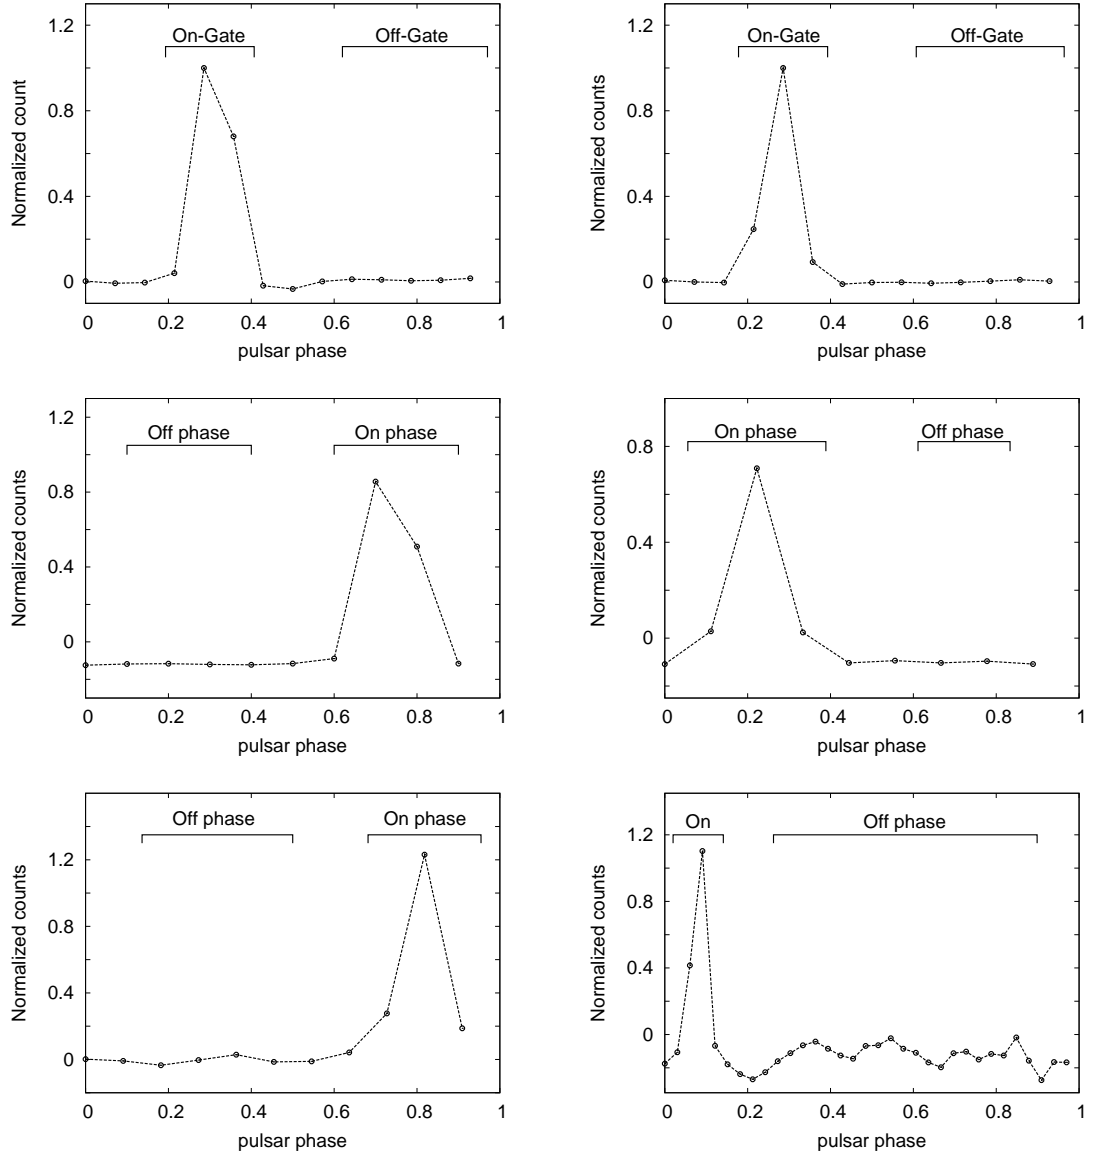 On-Gate Off-Gate
1.2
0.8
0.4
0
Normalized count
0 0.2 0.4 0.6 0.8 1
pulsar phase
On-Gate Off-Gate
1.2
0.8
0.4
0
Normalized counts
0 0.2 0.4 0.6 0.8 1
pulsar phase
Off phase On phase
1.2
0.8
0.4
0
Normalized counts
0 0.2 0.4 0.6 0.8 1
pulsar phase
On phase Off phase
0.8
0.4
0
Normalized counts
0 0.2 0.4 0.6 0.8 1
pulsar phase
Off phase On phase
1.2
0.8
0.4
0
Normalized counts
0 0.2 0.4 0.6 0.8 1
pulsar phase
On Off phase
1.2
0.8
0.4
0
Normalized counts
0 0.2 0.4 0.6 0.8 1
pulsar phase